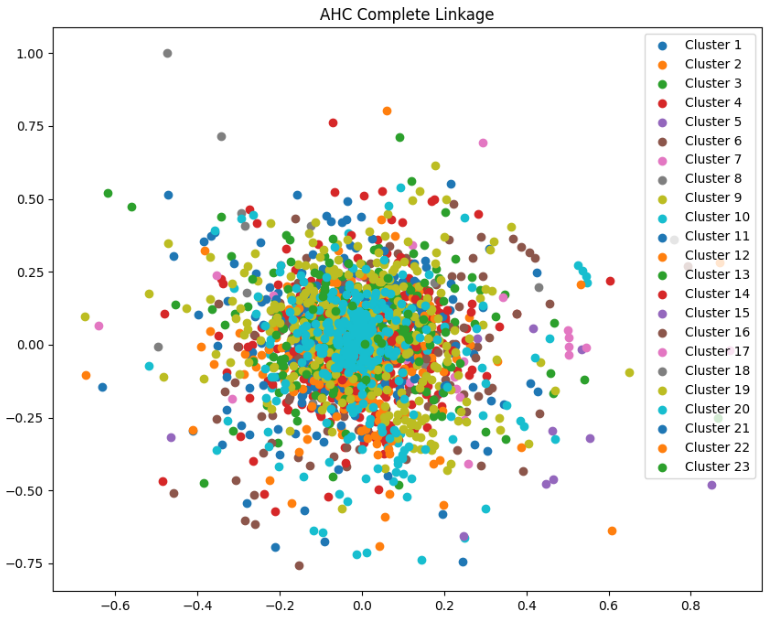 AHC Complete Linkage
1.00
0.75
0.50
0.25
0.00
−0.25
−0.50
−0.75
−0.6
−0.4
−0.2
0.0
0.2
0.4
0.6
0.8
Cluster 1
Cluster 2
Cluster 3
Cluster 4
Cluster 5
Cluster 6
Cluster 7
Cluster 8
Cluster 9
Cluster 10
Cluster 11
Cluster 12
Cluster 13
Cluster 14
Cluster 15
Cluster 16
Cluster 17
Cluster 18
Cluster 19
Cluster 20
Cluster 21
Cluster 22
Cluster 23